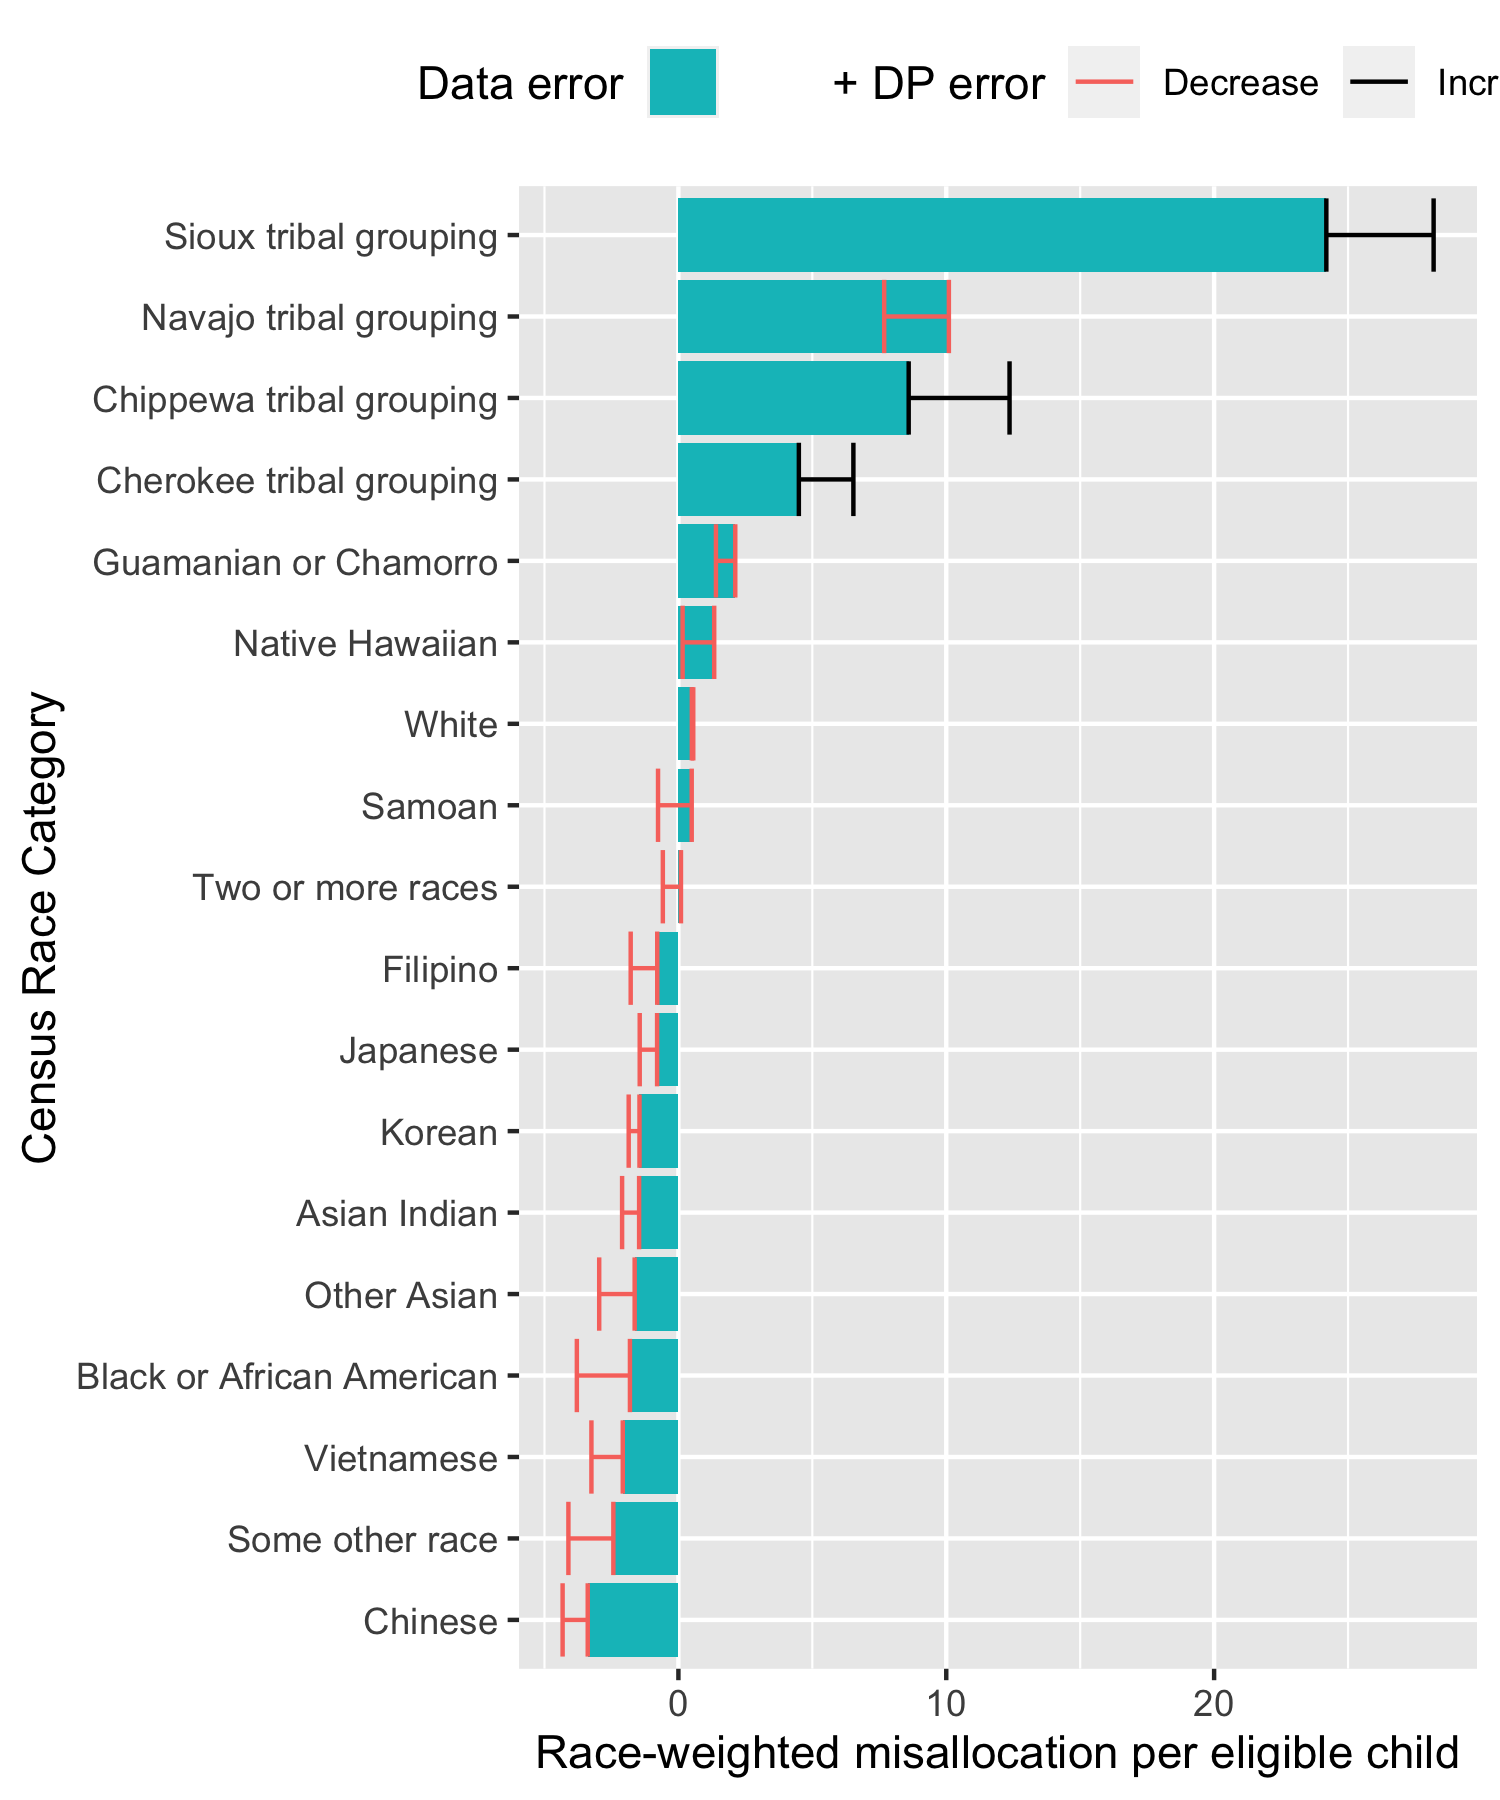 Data error + DP error Decrease Incr
Sioux tribal grouping
Navajo tribal grouping
Chippewa tribal grouping
Cherokee tribal grouping
Guamanian or Chamorro
Native Hawaiian
White
Samoan
Two or more races
Filipino
Japanese
Korean
Asian Indian
Other Asian
Black or African American
Vietnamese
Some other race
Chinese
Census Race Category
0 10 20
Race-weighted misallocation per eligible child